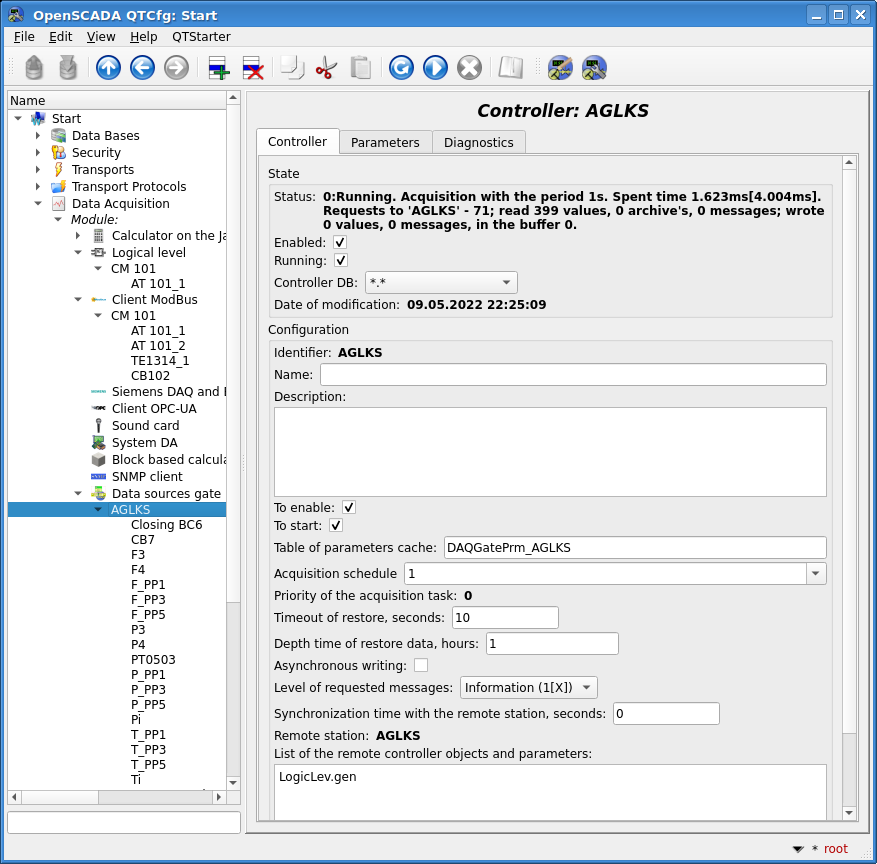 OpenSCADA QTCfg: Start
File Edit View Help QTStarter
Name
Start
Data Bases
Security
Transports
Transport Protocols
Data Acquisition
Module:
Calculator on the Ja
Logical level
CM 101
AT 101_1
Client ModBus
CM 101
AT 101_1
AT 101_2
TE1314_1
CB102
Siemens DAQ and
Client OPC-UA
Sound card
System DA
Block based calcula
SNMP client
Data sources gate
AGLKS
Closing BC6
CB7
F3
F4
F_PP1
F_PP3
F_PP5
P3
P4
PT0503
P_PP1
P_PP3
P_PP5
Pi
T_PP1
T_PP3
T_PP5
Ti
Controller: AGLKS
Controller Parameters Diagnostics
State
Status: 0:Running. Acquisition with the period 1s. Spent time 1.623ms[4.004ms].
Requests to 'AGLKS' - 71; read 399 values, 0 archive's, 0 messages; wrote
0 values, 0 messages, in the buffer 0.
Enabled:
Running:
Controller DB: *.*
Date of modification: 09.05.2022 22:25:09
Configuration
Identifier: AGLKS
Name:
Description:
To enable:
To start:
Table of parameters cache: DAQGatePrm_AGLKS
Acquisition schedule 1
Priority of the acquisition task: 0
Timeout of restore, seconds: 10
Depth time of restore data, hours: 1
Asynchronous writing:
Level of requested messages: Information (1[X])
Synchronization time with the remote station, seconds: 0
Remote station: AGLKS
List of the remote controller objects and parameters:
LogicLev.gen
* root